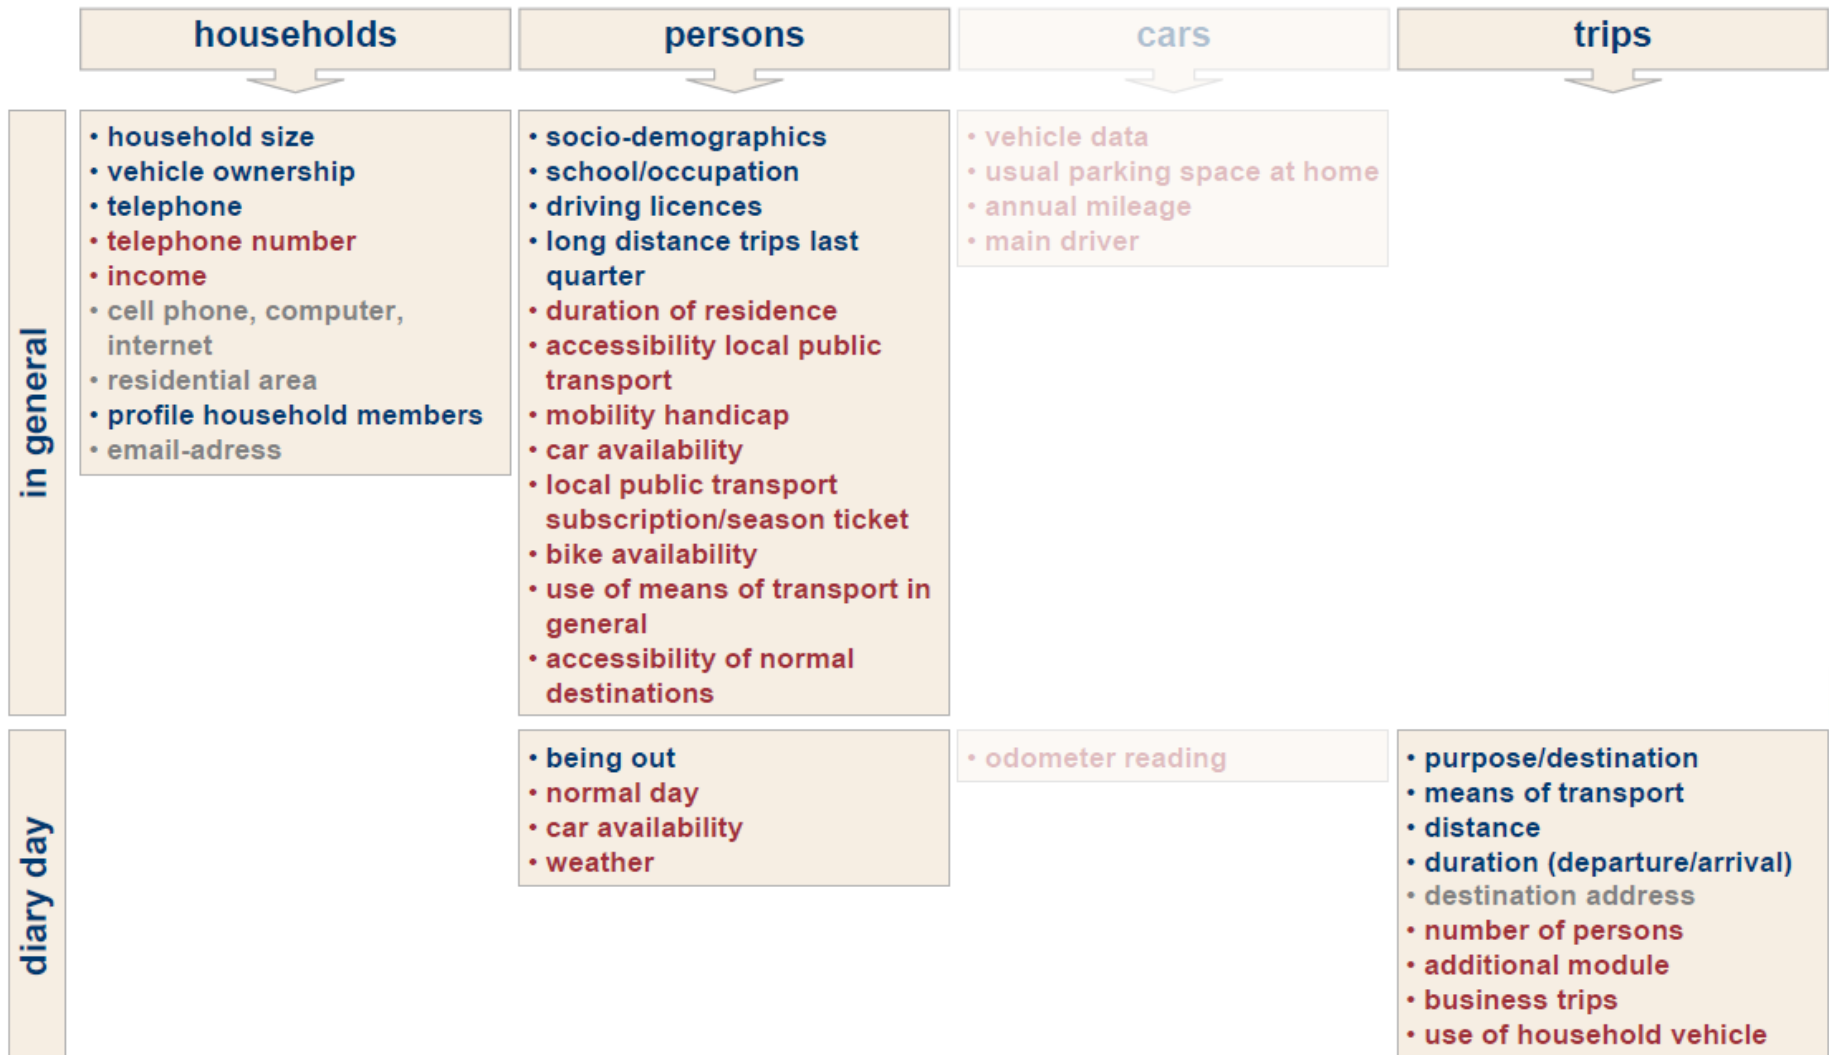 households
persons
cars
trips
in general
• household size
• vehicle ownership
• telephone
• telephone number
• income
• cell phone, computer,
internet
• residential area
• profile household members
• email-adress
• socio-demographics
• school/occupation
• driving licences
• long distance trips last
quarter
• duration of residence
• accessibility local public
transport
• mobility handicap
• car availability
• local public transport
subscription/season ticket
• bike availability
• use of means of transport in
general
• accessibility of normal
destinations
• vehicle data
• usual parking space at home
• annual mileage
• main driver
diary day
• being out
• normal day
• car availability
• weather
• odometer reading
• purpose/destination
• means of transport
• distance
• duration (departure/arrival)
• destination address
• number of persons
• additional module
• business trips
• use of household vehicle